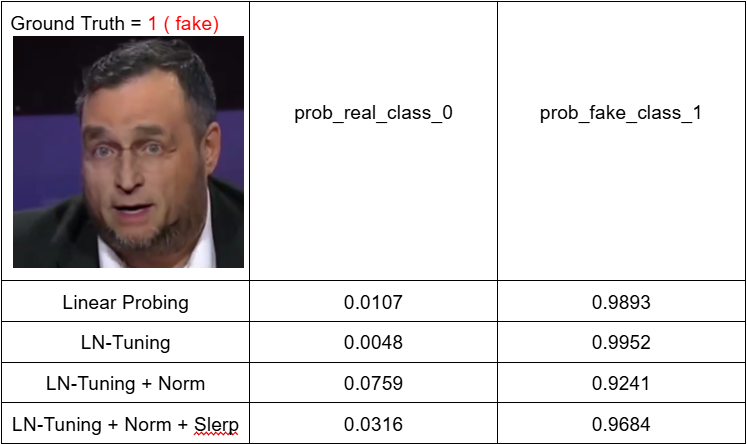 Ground Truth = 1 ( fake)
prob_real_class_0 prob_fake_class_1
Linear Probing 0.0107 0.9893
LN-Tuning 0.0048 0.9952
LN-Tuning + Norm 0.0759 0.9241
LN-Tuning + Norm + Slerp 0.0316 0.9684